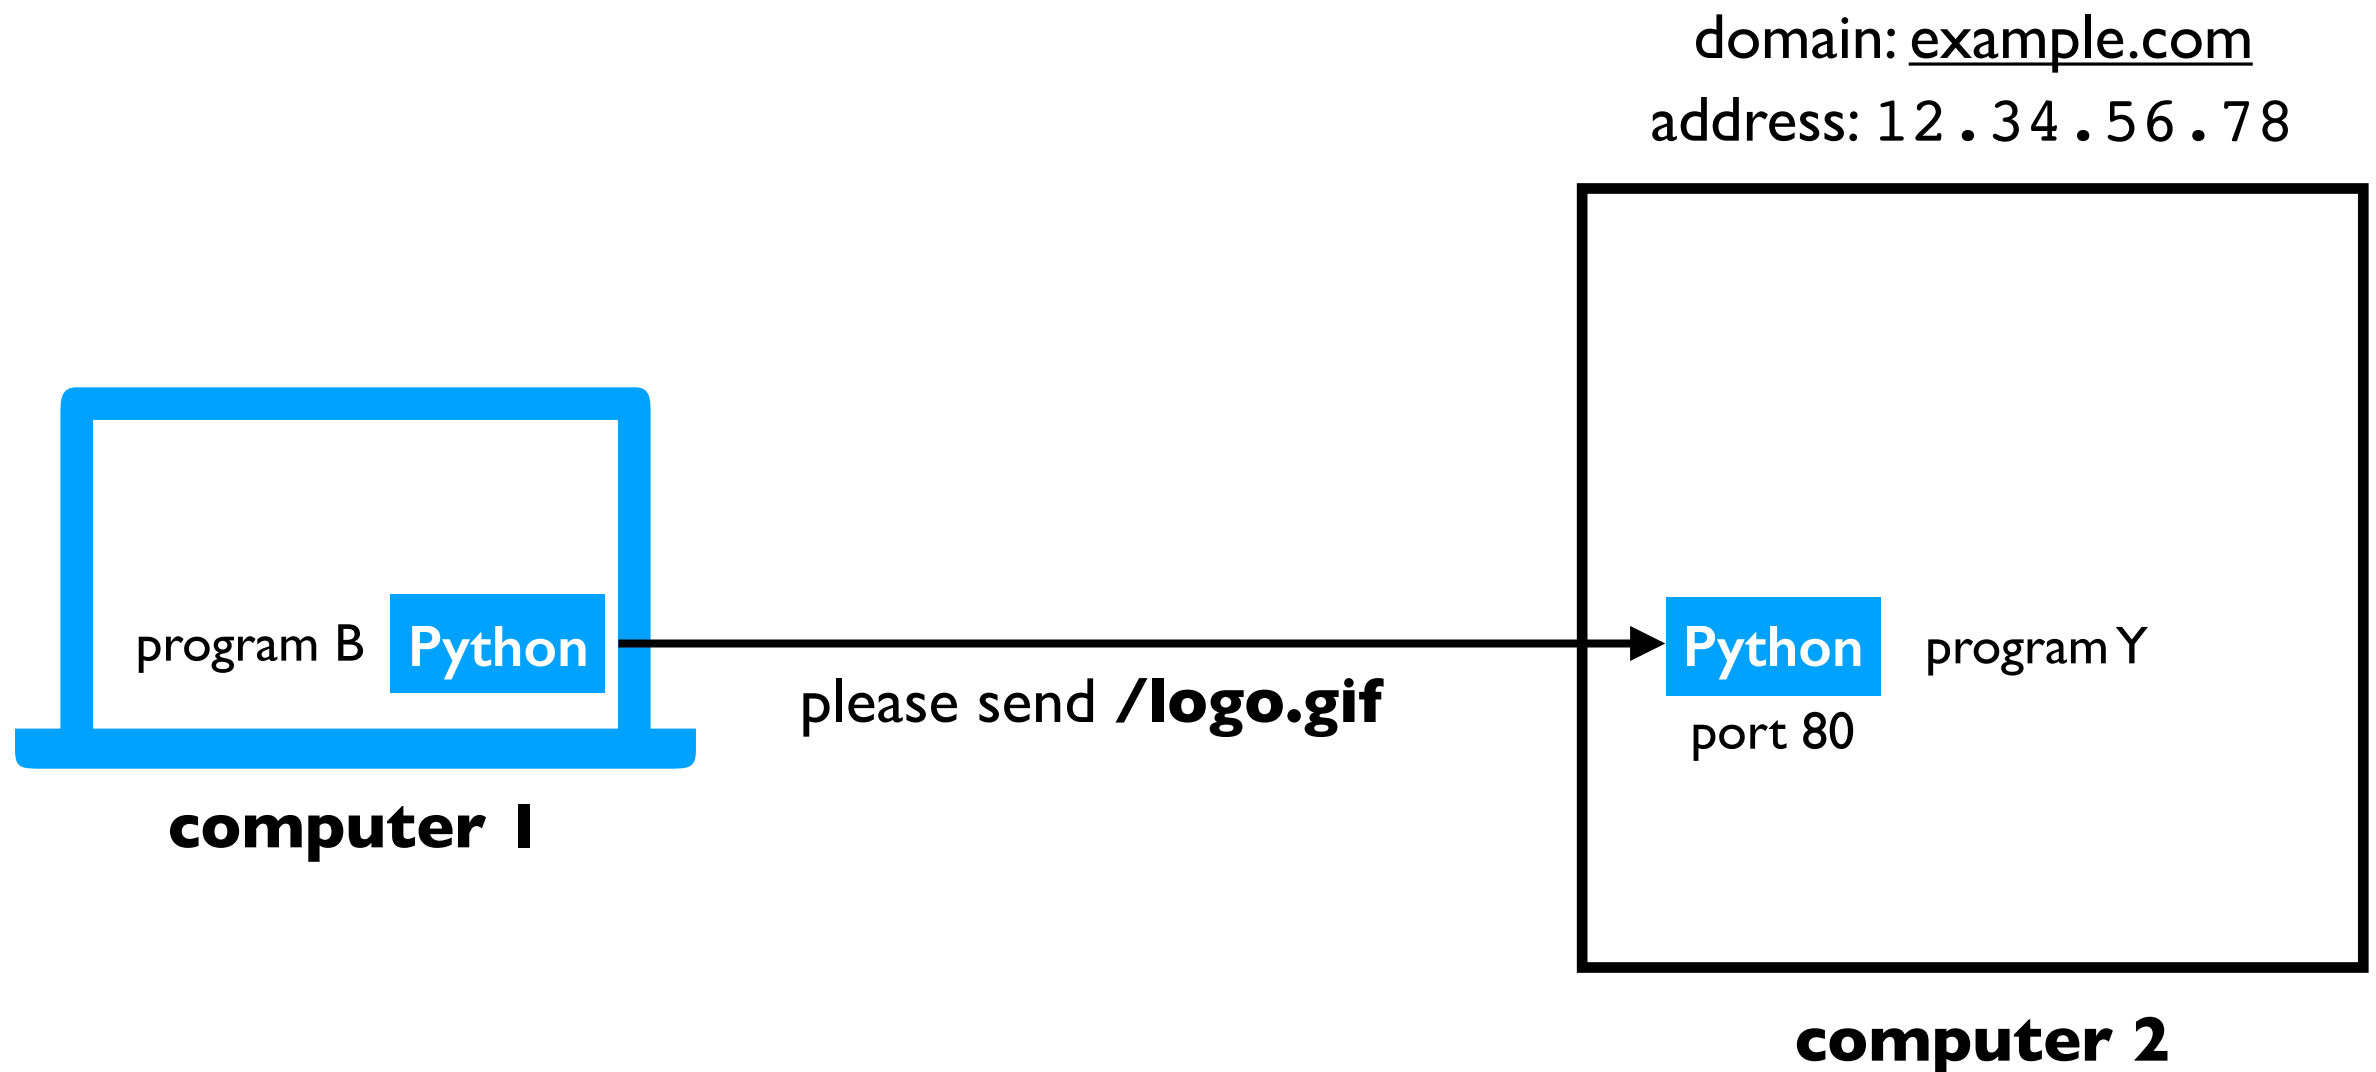 domain: example.com
address: 12.34.56.78
program B
Python
please send /logo.gif
Python
program Y
port 80
computer 1
computer 2